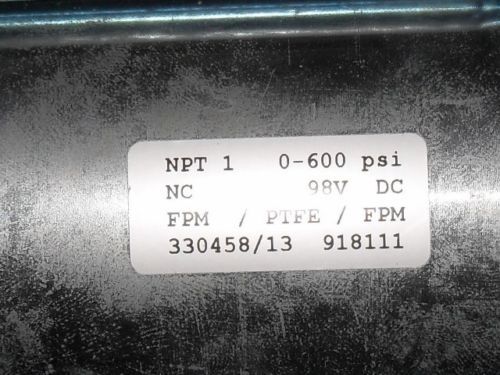 NPT 1 0-600 psi
NC 98V DC
FPM / PTFE / FPM
330458/13 918111